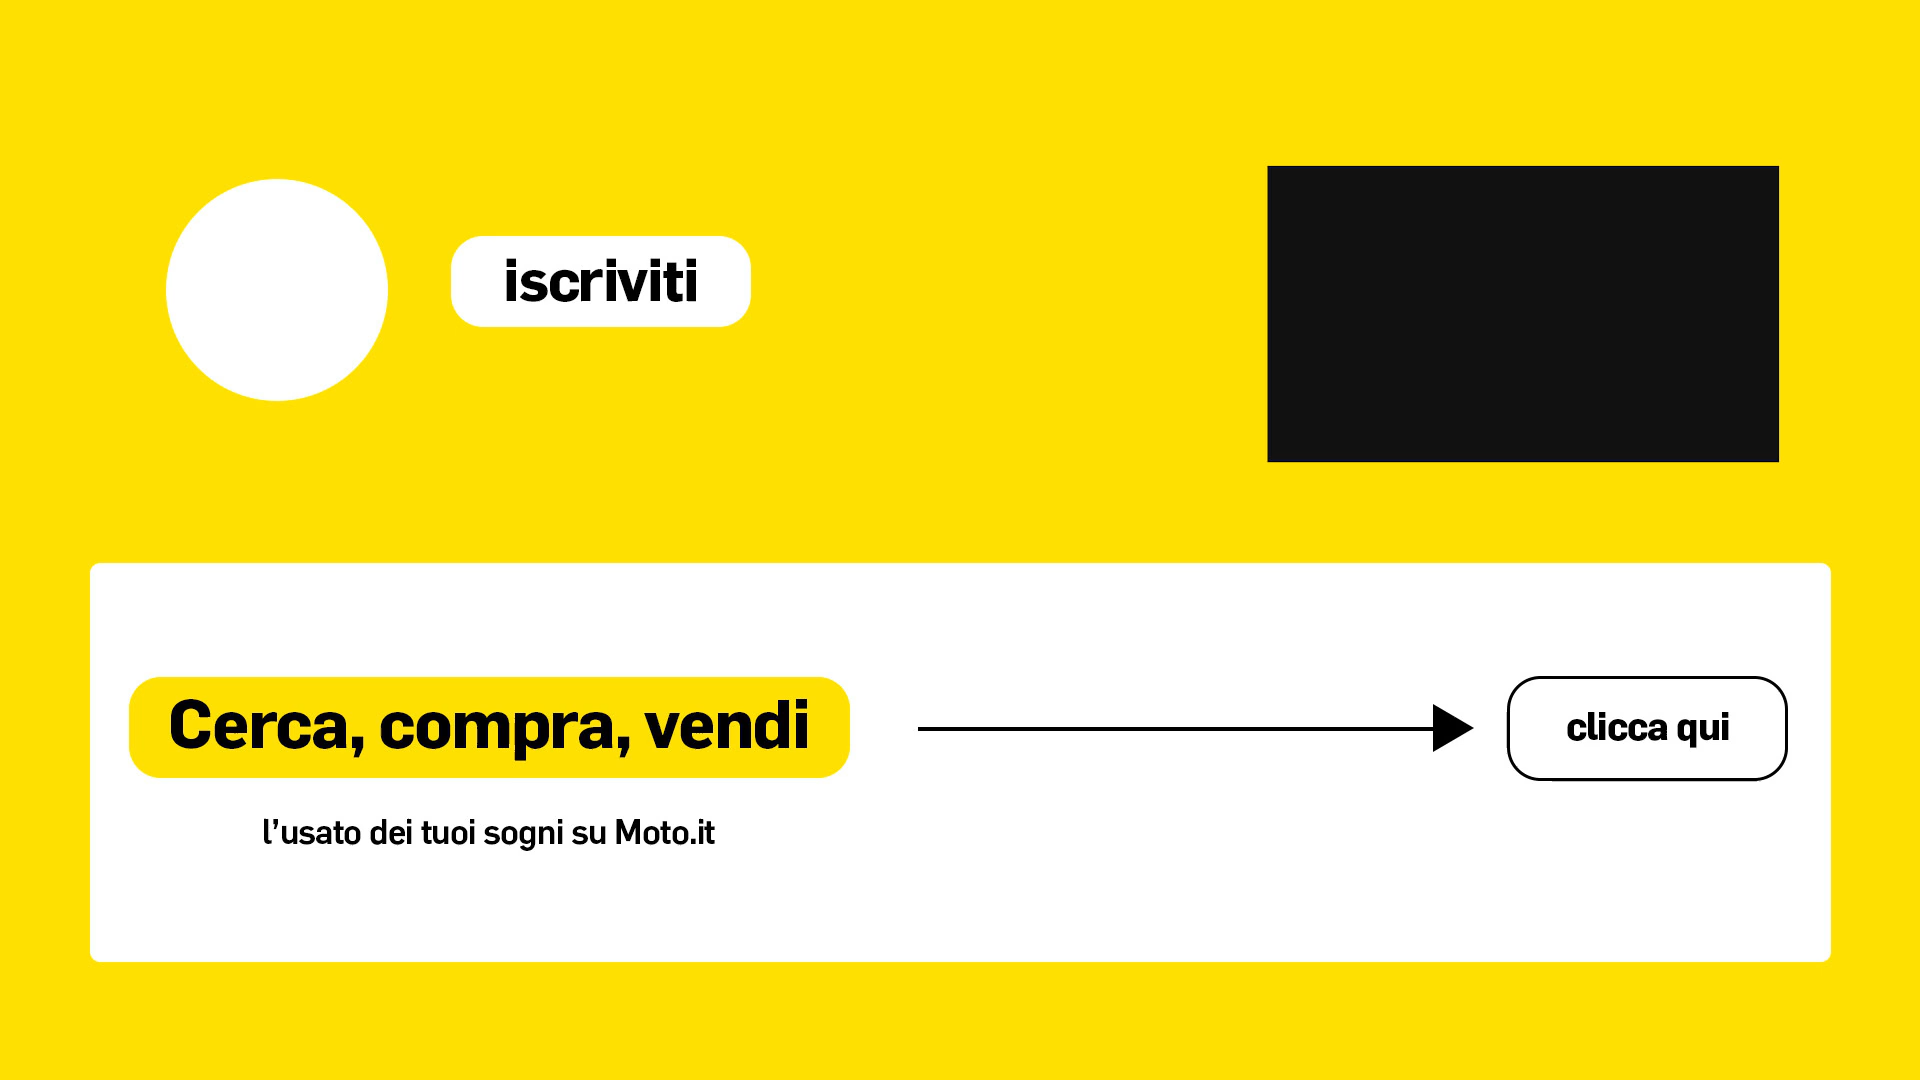 iscriviti
Cerca, compra, vendi
clicca qui
l’usato dei tuoi sogni su Moto.it